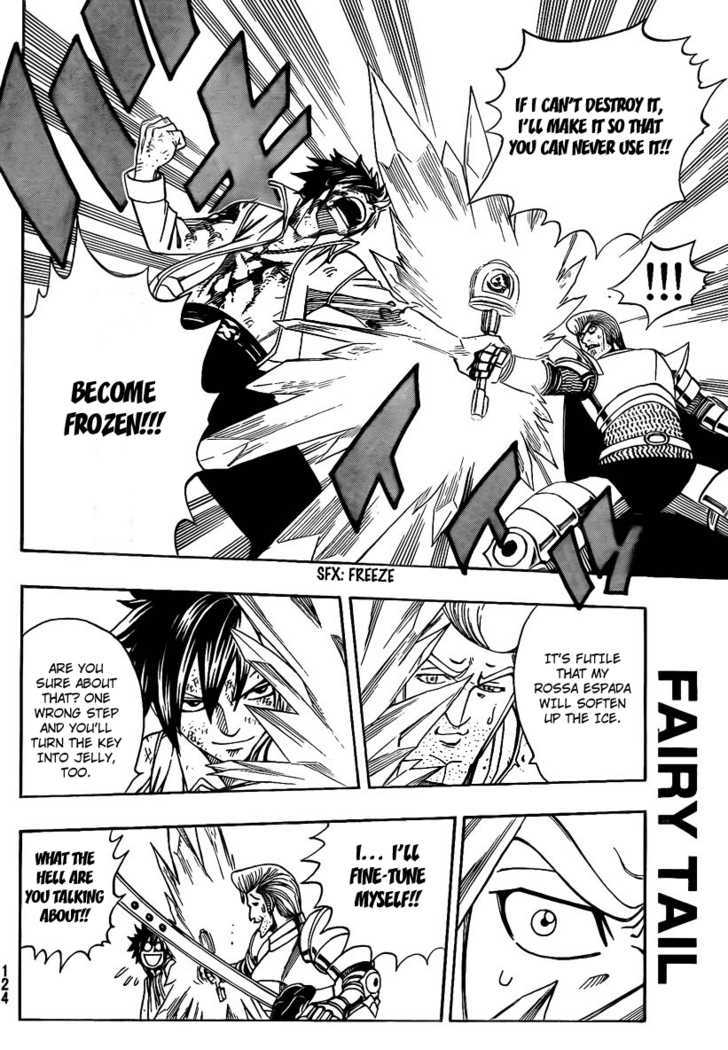 IF I CAN'T DESTROY IT,
I'LL MAKE IT SO THAT
YOU CAN NEVER USE IT!!
!!!
BECOME
FROZEN!!!
SFX: FREEZE
IT'S FUTILE
THAT MY
ROSSA ESPADA
WILL SOFTEN
UP THE ICE.
ARE YOU
SURE ABOUT
THAT? ONE
WRONG STEP
AND YOU'LL
TURN THE KEY
INTO JELLY,
TOO.
FAIRY TAIL
I... I'LL
FINE-TUNE
MYSELF!!
WHAT THE
HELL ARE
YOU TALKING
ABOUT!!
124